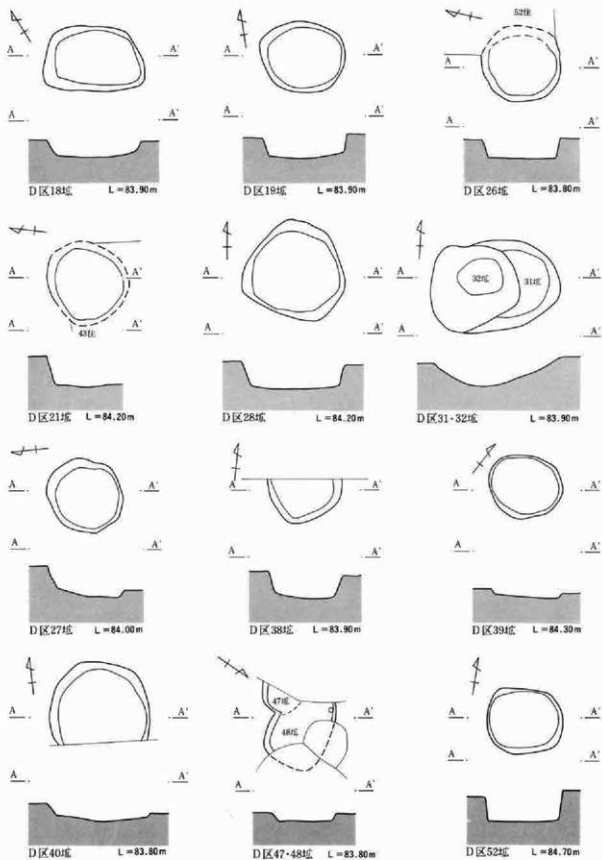 52住
A A' A A' A A'
A A' A A' A A'
D区18坑 L=83.90m D区19坑 L=83.90m D区26坑 L=83.80m
A A' A A' A 32坑 31坑 A'
A 43住 A' A A' A A'
D区21坑 L=84.20m D区28坑 L=84.20m D区31・32坑 L=83.90m
A A' A A' A A'
A A' A A' A A'
D区27坑 L=84.00m D区38坑 L=83.90m D区39坑 L=84.30m
47坑
A A' A 48坑 A' A A'
A A' A A' A A'
D区40坑 L=83.80m D区47・48坑 L=83.80m D区52坑 L=84.70m